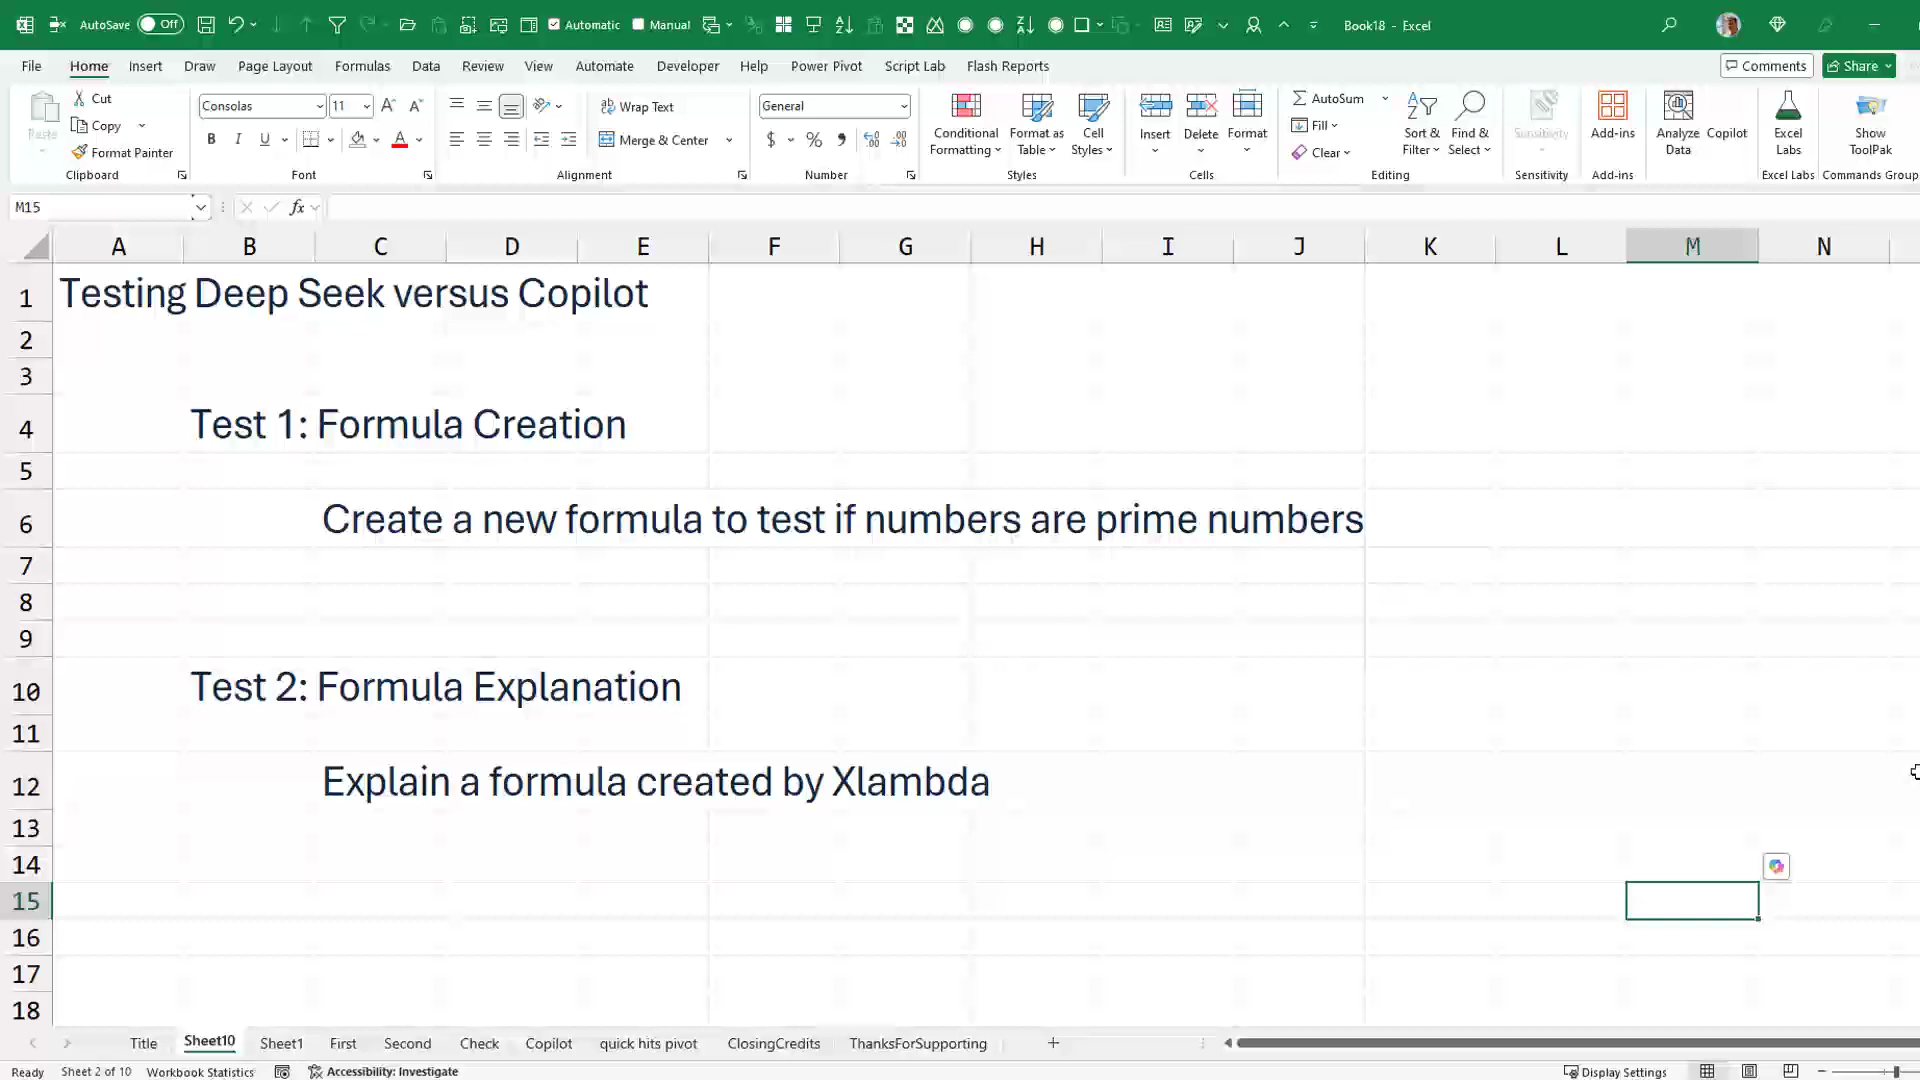 AutoSave Off Automatic Manual Book18 - Excel
File Home Insert Draw Page Layout Formulas Data Review View Automate Developer Help Power Pivot Script Lab Flash Reports Comments Share
Paste Cut Copy Format Painter Clipboard
Consolas 11 B I U Font
Wrap Text Merge & Center Alignment
General $ % Number
Conditional Formatting Format as Table Cell Styles Styles
Insert Delete Format Cells
AutoSum Fill Clear Sort & Filter Find & Select Editing
Sensitivity Sensitivity
Add-ins Add-ins
Analyze Data Copilot
Excel Labs Excel Labs
Show ToolPak Commands Group
M15 fx
A B C D E F G H I J K L M N
1 Testing Deep Seek versus Copilot
2
3
4 Test 1: Formula Creation
5
6 Create a new formula to test if numbers are prime numbers
7
8
9
10 Test 2: Formula Explanation
11
12 Explain a formula created by Xlambda
13
14
15
16
17
18
Title Sheet10 Sheet1 First Second Check Copilot quick hits pivot ClosingCredits ThanksForSupporting
Ready Sheet 2 of 10 Workbook Statistics Accessibility: Investigate Display Settings